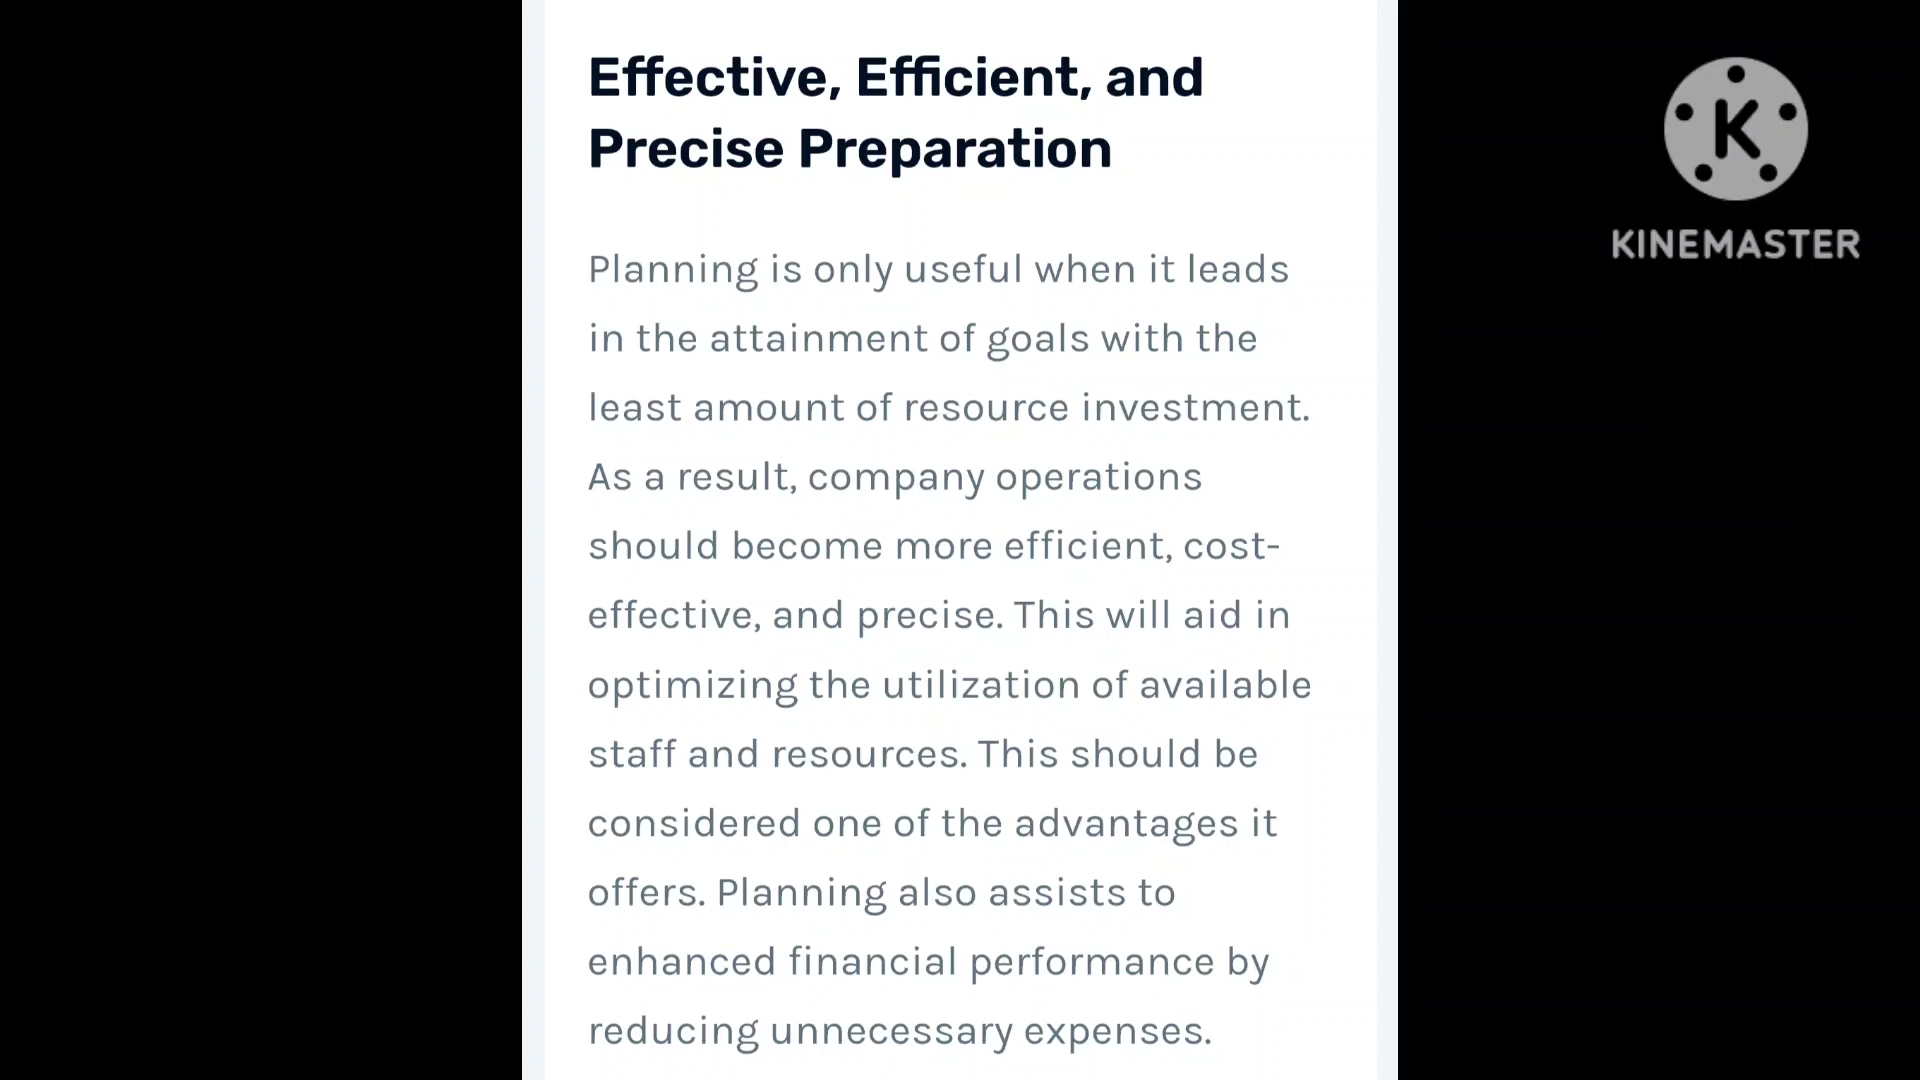 Effective, Efficient, and
Precise Preparation
Planning is only useful when it leads
in the attainment of goals with the
least amount of resource investment.
As a result, company operations
should become more efficient, cost-
effective, and precise. This will aid in
optimizing the utilization of available
staff and resources. This should be
considered one of the advantages it
offers. Planning also assists to
enhanced financial performance by
reducing unnecessary expenses.
K
KINEMASTER